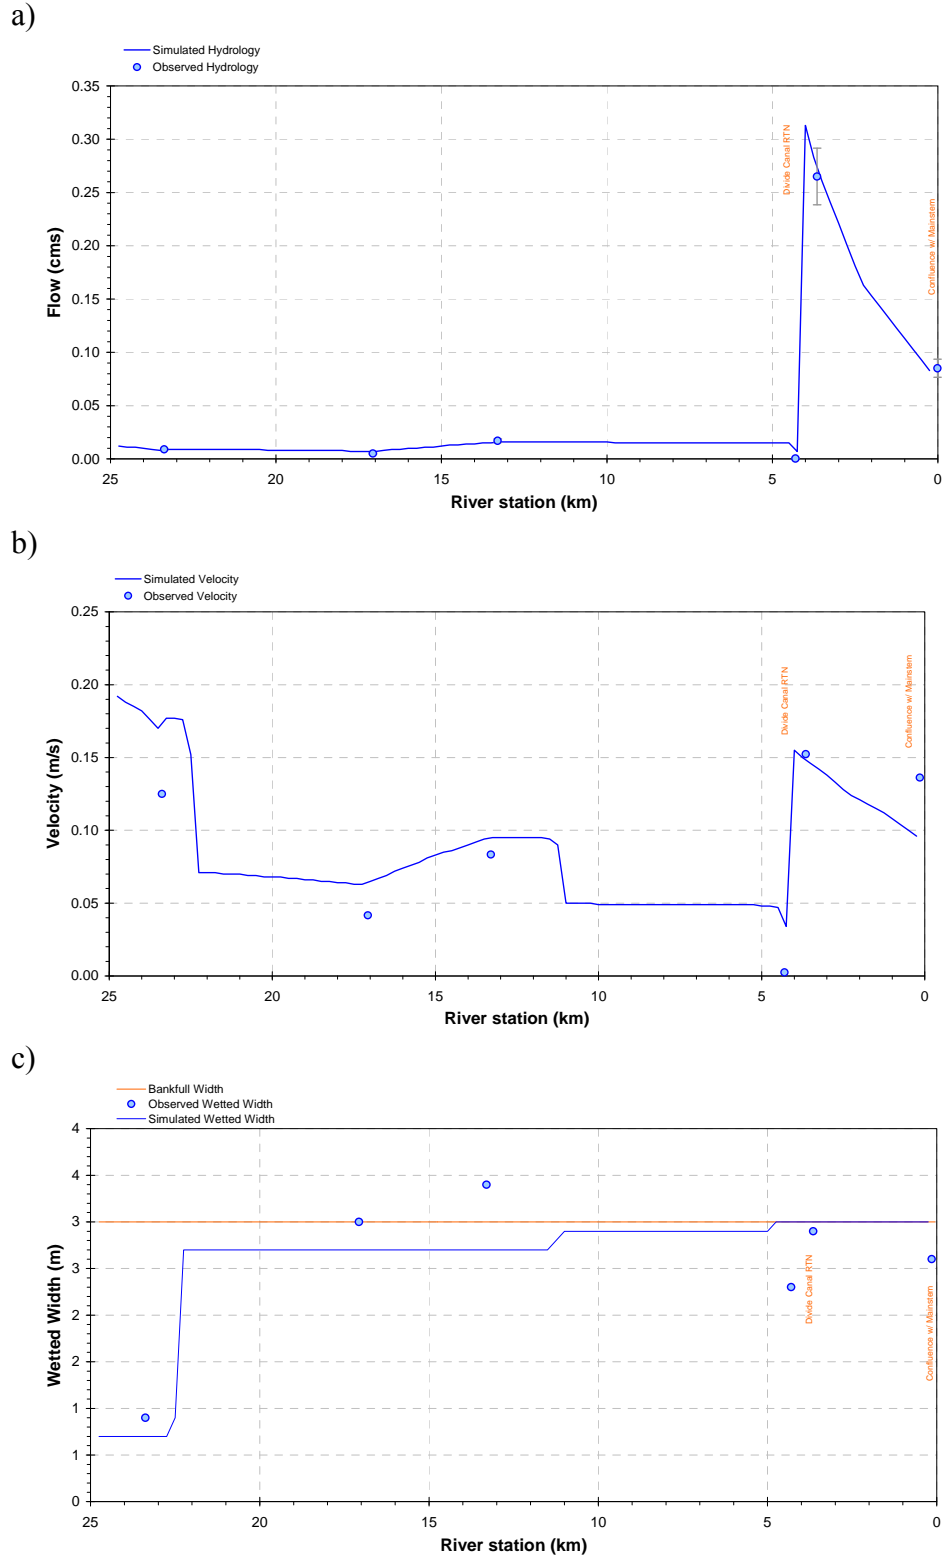 a)
Simulated Hydrology
Observed Hydrology
0.35
0.30
0.25
0.20
0.15
0.10
0.05
0.00
Flow (cms)
Divide Canal RTN
Confluence w/ Mainstem
25 20 15 10 5 0
River station (km)
b)
Simulated Velocity
Observed Velocity
0.25
0.20
0.15
0.10
0.05
0.00
Velocity (m/s)
Divide Canal RTN
Confluence w/ Mainstem
25 20 15 10 5 0
River station (km)
c)
Bankfull Width
Observed Wetted Width
Simulated Wetted Width
4
4
3
3
2
2
1
1
0
Wetted Width (m)
Divide Canal RTN
Confluence w/ Mainstem
25 20 15 10 5 0
River station (km)